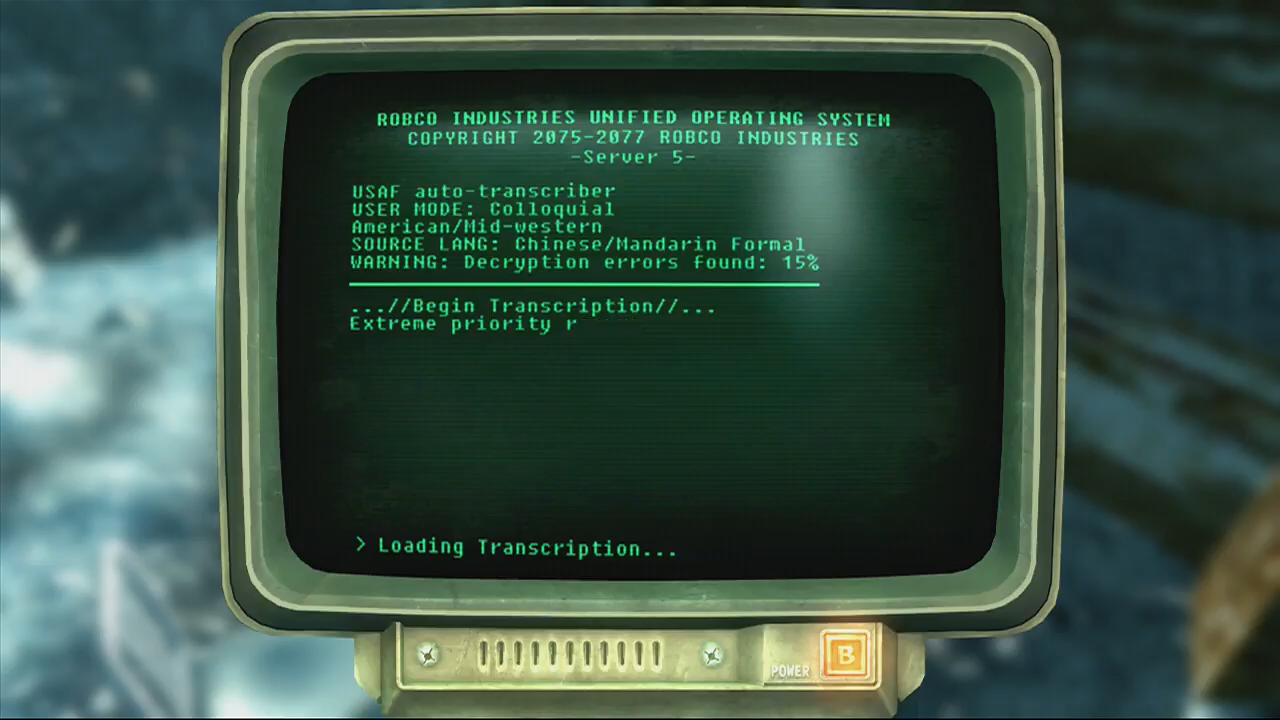 ROBCO INDUSTRIES UNIFIED OPERATING SYSTEM
COPYRIGHT 2075-2077 ROBCO INDUSTRIES
-Server 5-
USAF auto-transcriber
USER MODE: Colloquial
American/Mid-western
SOURCE LANG: Chinese/Mandarin Formal
WARNING: Decryption errors found: 15%
...//Begin Transcription//...
Extreme priority r
> Loading Transcription...
POWER B